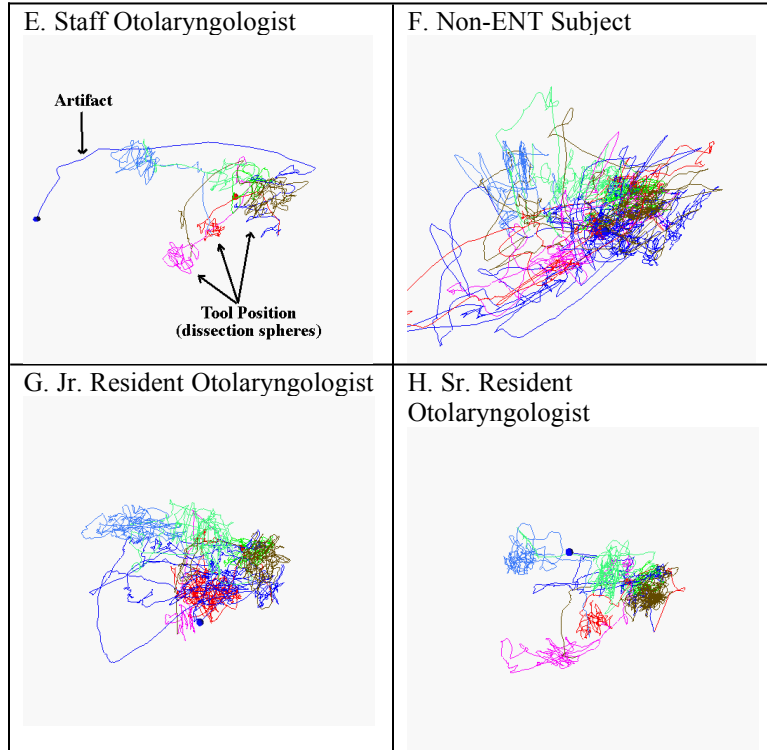 E. Staff Otolaryngologist
Artifact
Tool Position
(dissection spheres)
F. Non-ENT Subject
G. Jr. Resident Otolaryngologist
H. Sr. Resident
Otolaryngologist